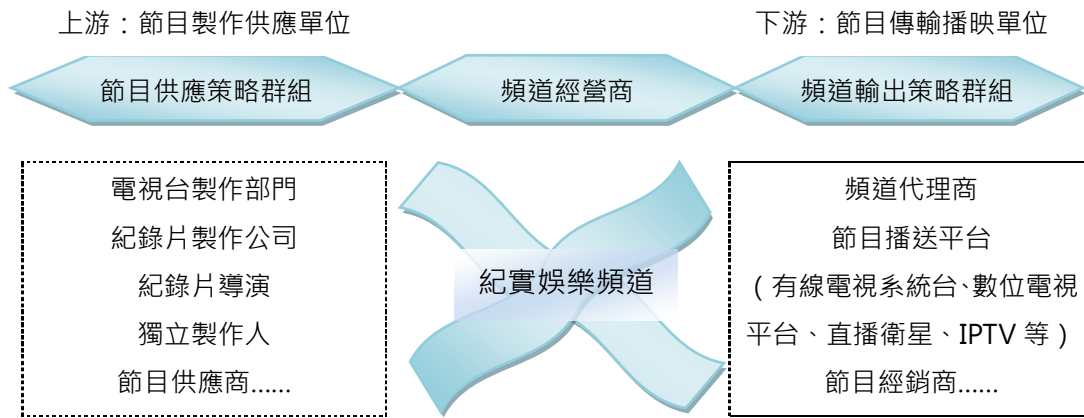 上游：節目製作供應單位
下游：節目傳輸播映單位
節目供應策略群組
頻道經營商
頻道輸出策略群組
電視台製作部門
紀錄片製作公司
紀錄片導演
獨立製作人
節目供應商......
紀實娛樂頻道
頻道代理商
節目播送平台
（有線電視系統台、數位電視
平台、直播衛星、IPTV 等）
節目經銷商......